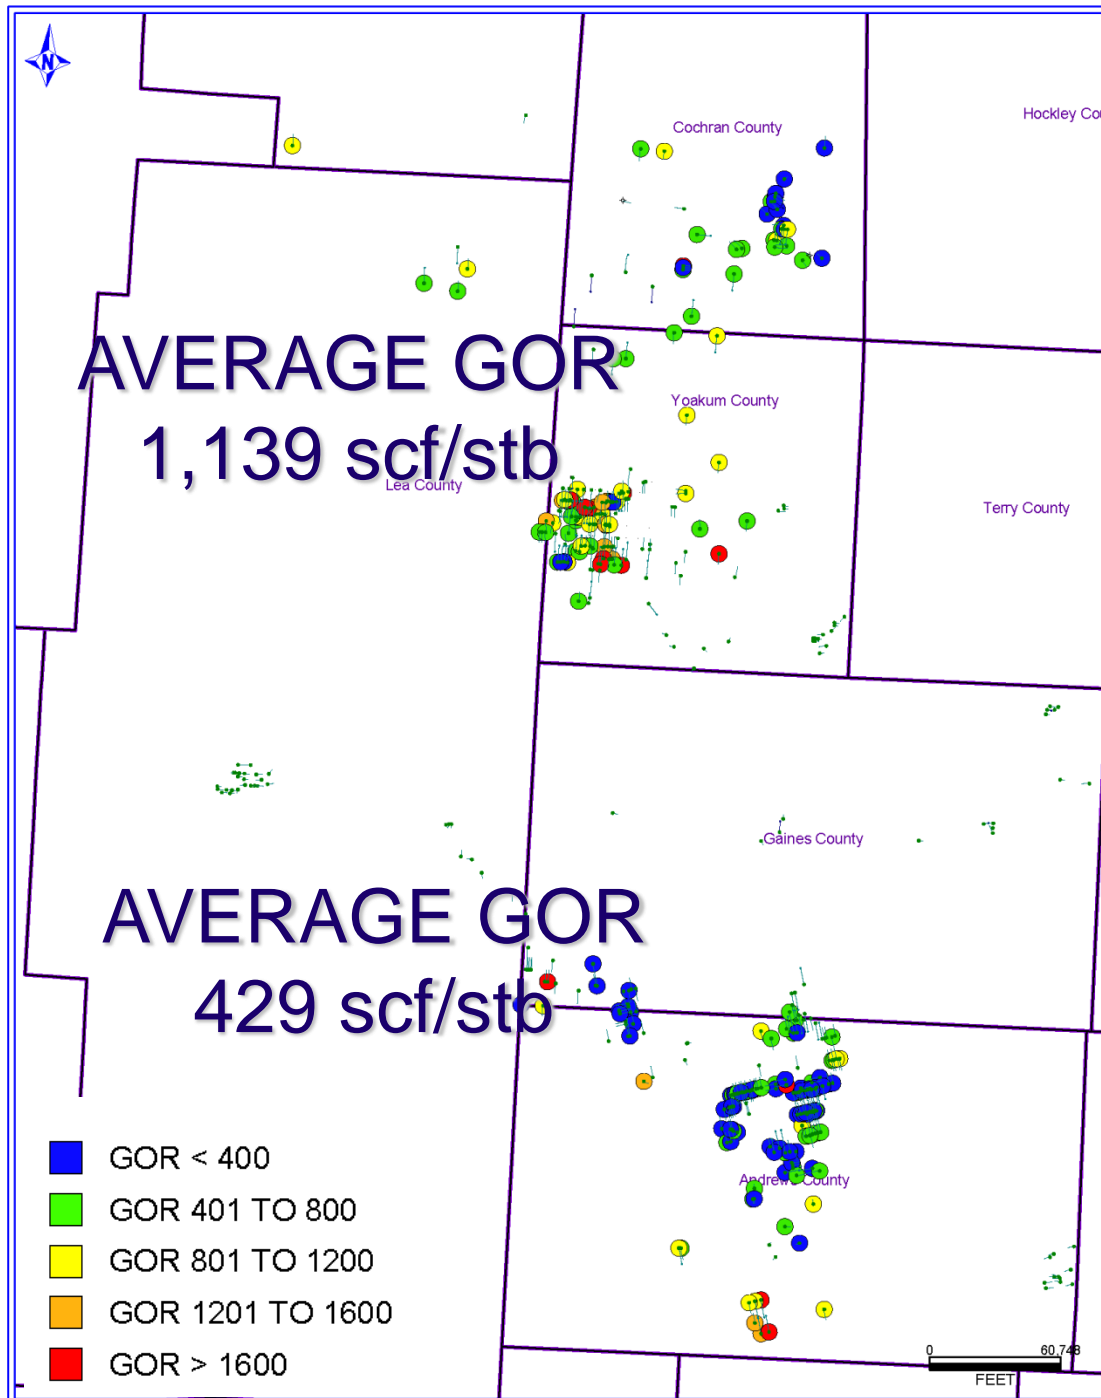 N
Cochran County
Hockley Cou
AVERAGE GOR
1,139 scf/stb
Yoakum County
Lea County
Terry County
Gaines County
AVERAGE GOR
429 scf/stb
Andrews County
GOR < 400
GOR 401 TO 800
GOR 801 TO 1200
GOR 1201 TO 1600
GOR > 1600
0 60,748
FEET